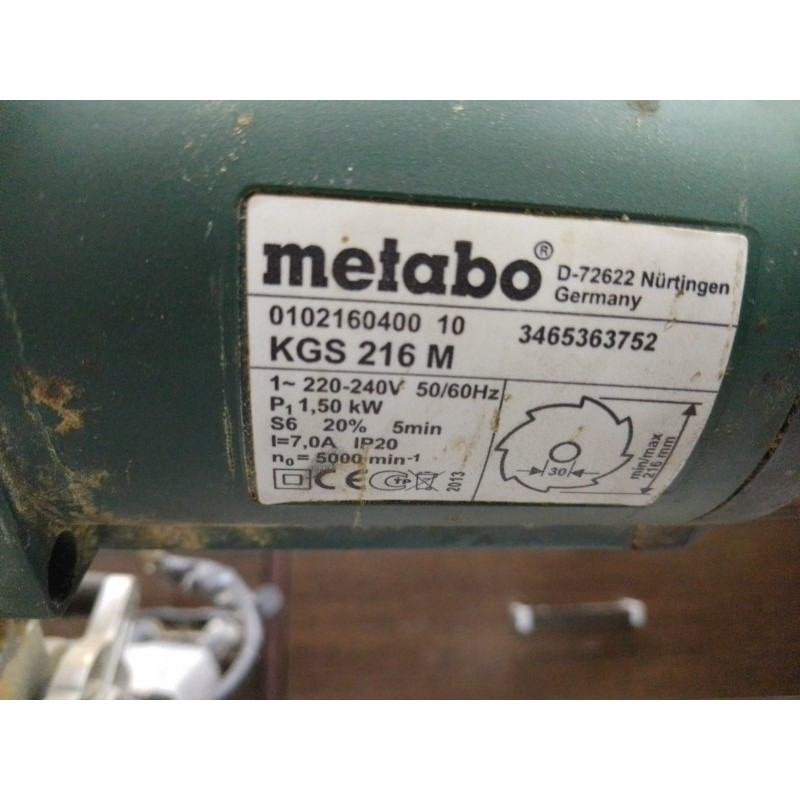 metabo®
D-72622 Nürtingen
Germany
0102160400 10
3465363752
KGS 216 M
1~ 220-240V 50/60Hz
P1 1,50 kW
S6 20% 5min
I=7,0A IP20
n0 = 5000 min-1
CE
2013
30
min/max
216 mm